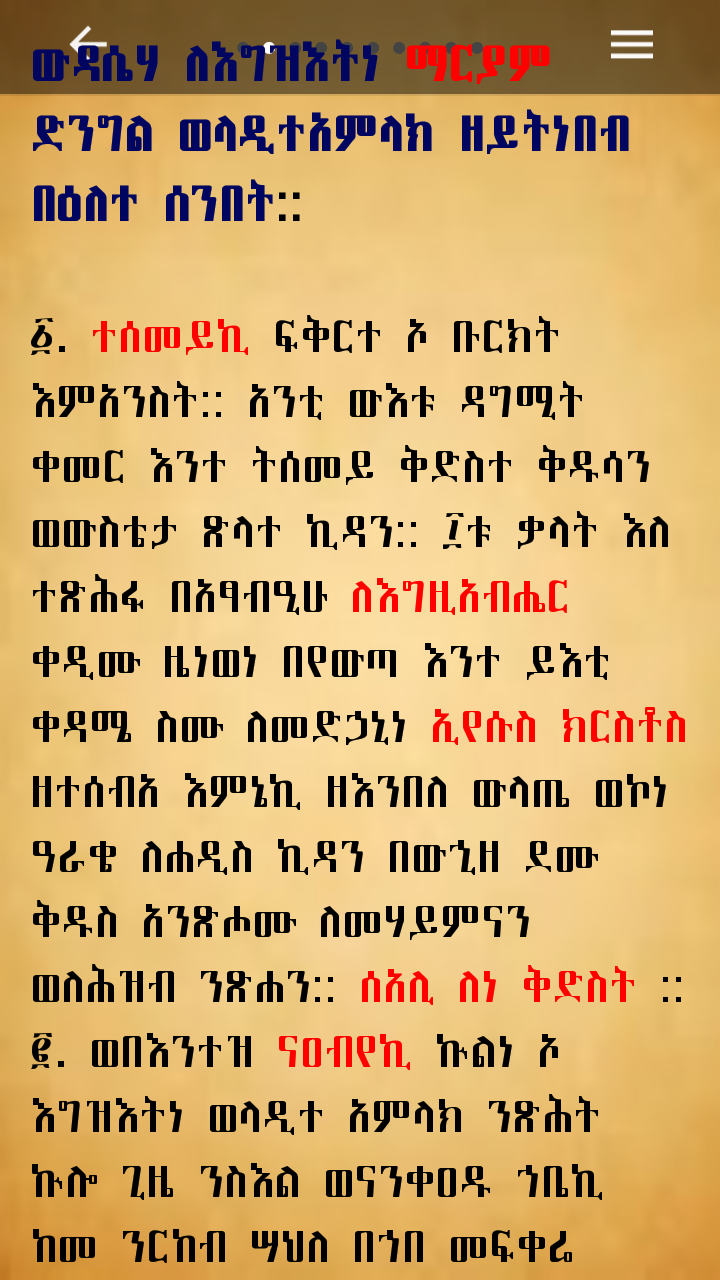 ውዳሴሃ ለእግዝእትነ ማርያም
ድንግል ወላዲተአምላክ ዘይትነበብ
በዕለተ ሰንበት::
፩. ተሰመይኪ ፍቅርተ ኦ ቡርክት
እምአንስት:: አንቲ ውእቱ ዳግሚት
ቀመር እንተ ትሰመይ ቅድስተ ቅዱሳን
ወውስቴታ ጽላተ ኪዳን:: ፲ቱ ቃላት እለ
ተጽሕፋ በአፃብዒሁ ለእግዚአብሔር
ቀዲሙ ዜነወነ በየውጣ እንተ ይእቲ
ቀዳሜ ስሙ ለመድኃኒነ ኢየሱስ ክርስቶስ
ዘተሰብአ እምኔኪ ዘእንበለ ውላጤ ወኮነ
ዓራቄ ለሐዲስ ኪዳን በውኂዘ ደሙ
ቅዱስ አንጽሖሙ ለመሃይምናን
ወለሕዝብ ንጽሐን:: ሰአሊ ለነ ቅድስት ::
፪. ወበእንተዝ ናዐብየኪ ኩልነ ኦ
እግዝእትነ ወላዲተ አምላክ ንጽሕት
ኩሎ ጊዜ ንስእል ወናንቀዐዱ ኀቤኪ
ከመ ንርከብ ሣህለ በኀበ መፍቀሬ